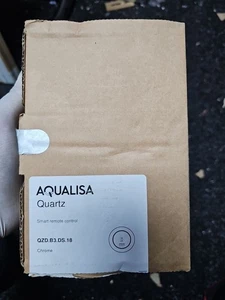 AQUALISA
Quartz
Smart remote control
QZD.B3.DS.18
Chrome